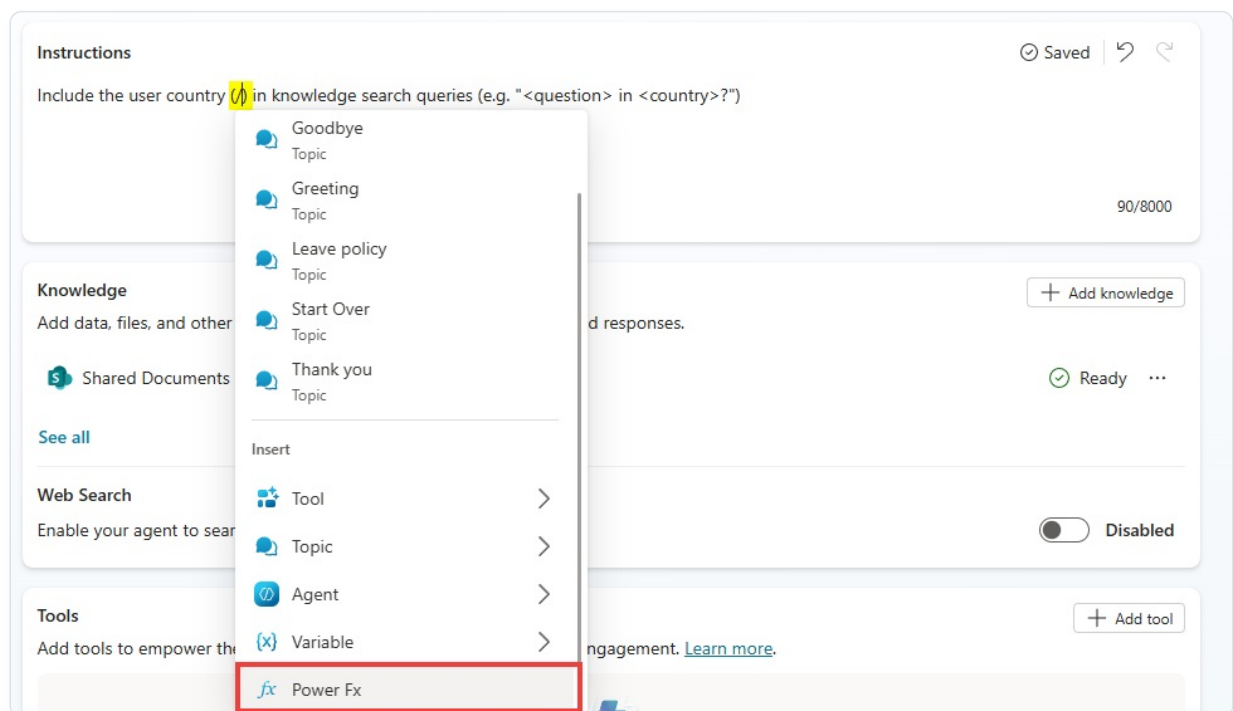 Instructions
Saved
Include the user country (/) in knowledge search queries (e.g. "<question> in <country>?")
Goodbye
Topic
Greeting
Topic
90/8000
Leave policy
Topic
Knowledge
Add knowledge
Start Over
Add data, files, and other
d responses.
Topic
Thank you
Shared Documents
Ready
Topic
See all
Insert
Web Search
Tool
Enable your agent to sear
Disabled
Topic
Agent
Tools
Add tool
{x} Variable
Add tools to empower the
ngagement. Learn more.
fx Power Fx